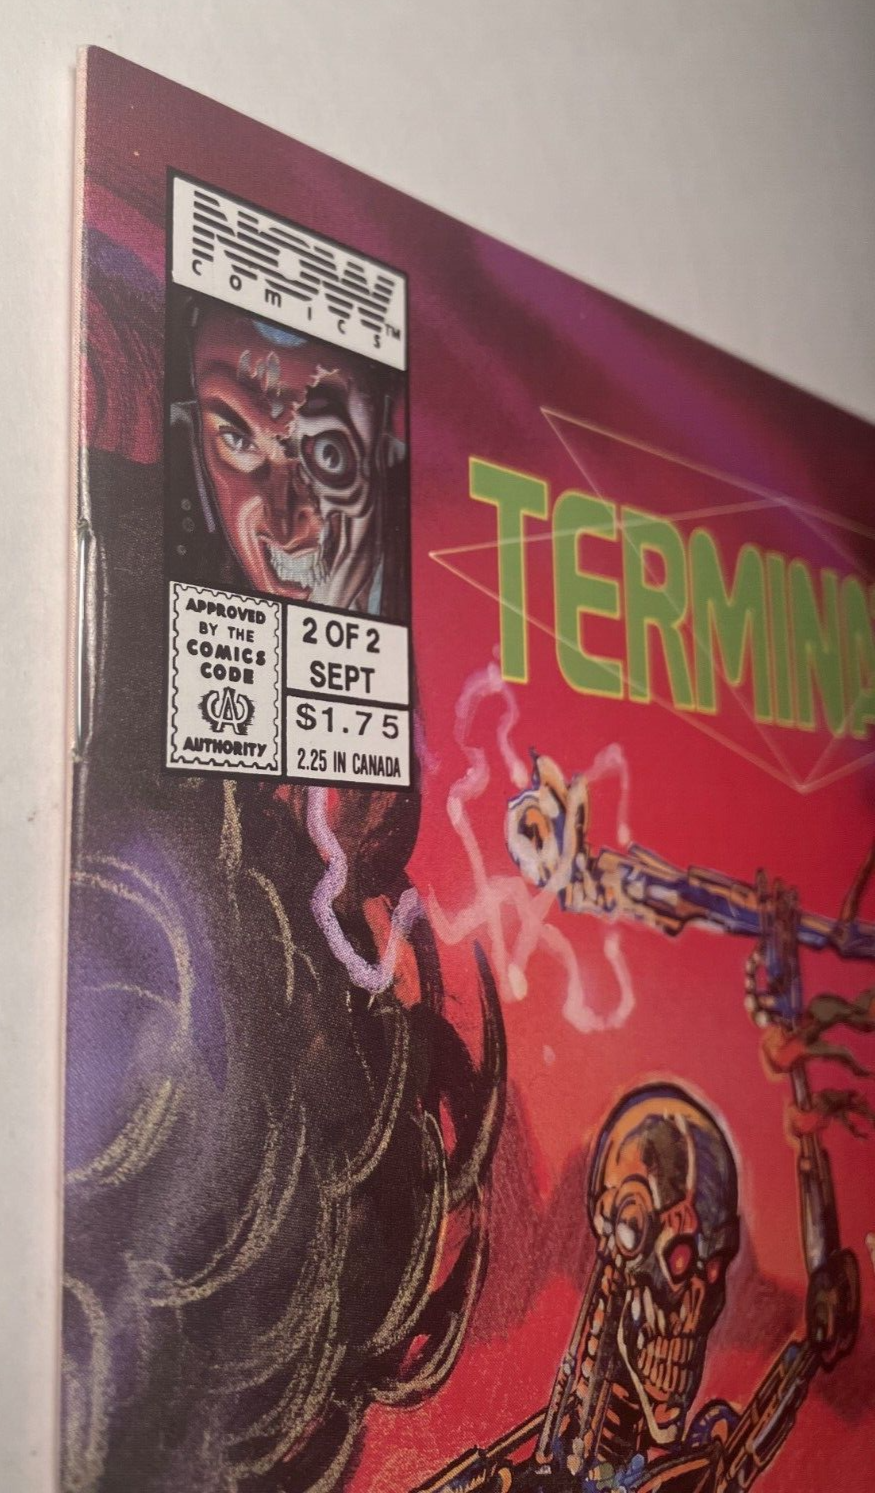 NOW
COMICS™
APPROVED
BY THE
COMICS
CODE
CA
AUTHORITY
2 OF 2
SEPT
$1.75
2.25 IN CANADA
TERMINA